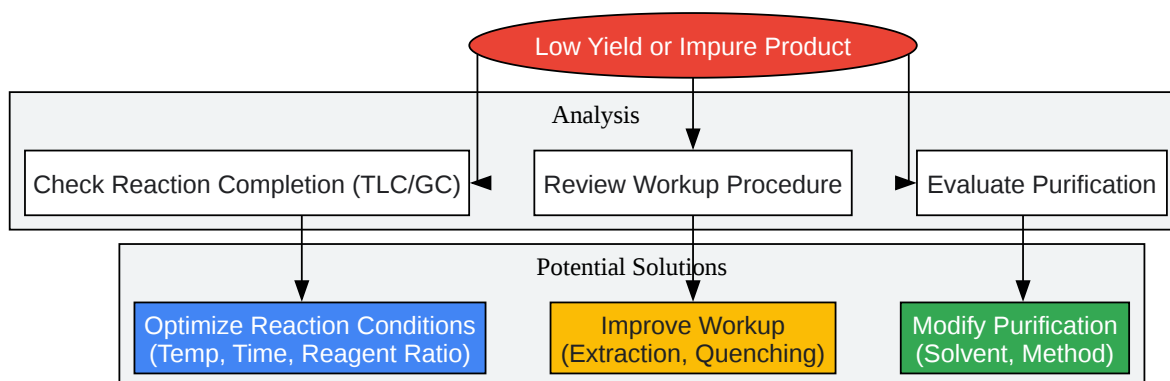 Low Yield or Impure Product
Analysis
Check Reaction Completion (TLC/GC)
Review Workup Procedure
Evaluate Purification
Potential Solutions
Optimize Reaction Conditions
(Temp, Time, Reagent Ratio)
Improve Workup
(Extraction, Quenching)
Modify Purification
(Solvent, Method)